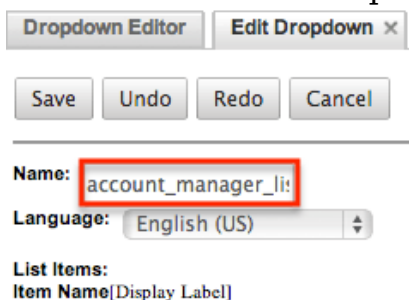 Dropdown Editor Edit Dropdown ×
Save Undo Redo Cancel
Name: account_manager_lis
Language: English (US)
List Items:
Item Name[Display Label]